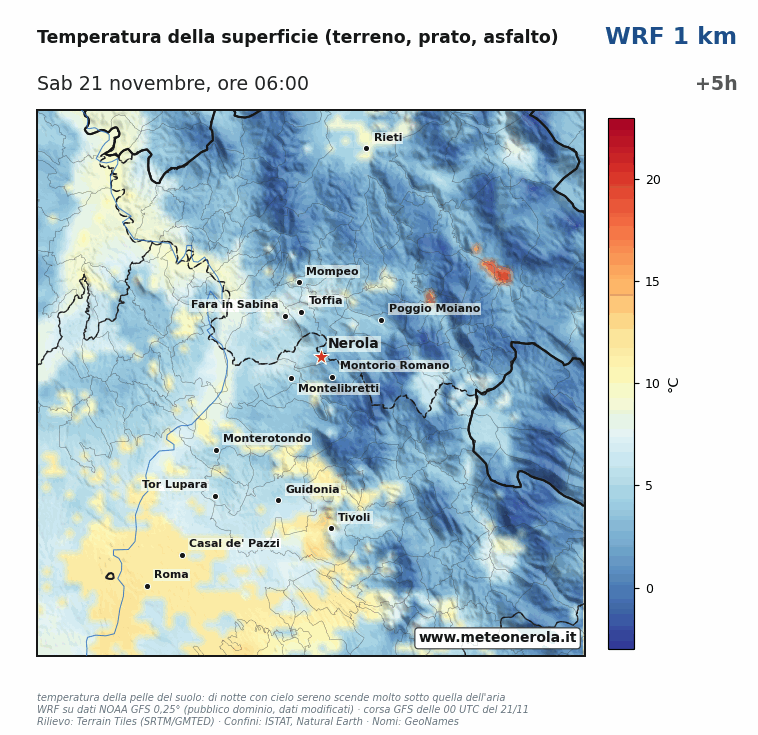 Temperatura della superficie (terreno, prato, asfalto)
WRF 1 km
Sab 21 novembre, ore 06:00
+5h
Rieti
Mompeo
Fara in Sabina
Toffia
Poggio Moiano
Nerola
Montorio Romano
Montelibretti
Monterotondo
Tor Lupara
Guidonia
Tivoli
Casal de' Pazzi
Roma
www.meteonerola.it
20
15
10
5
0
°C
temperatura della pelle del suolo: di notte con cielo sereno scende molto sotto quella dell'aria
WRF su dati NOAA GFS 0,25° (pubblico dominio, dati modificati) · corsa GFS delle 00 UTC del 21/11
Rilievo: Terrain Tiles (SRTM/GMTED) · Confini: ISTAT, Natural Earth · Nomi: GeoNames